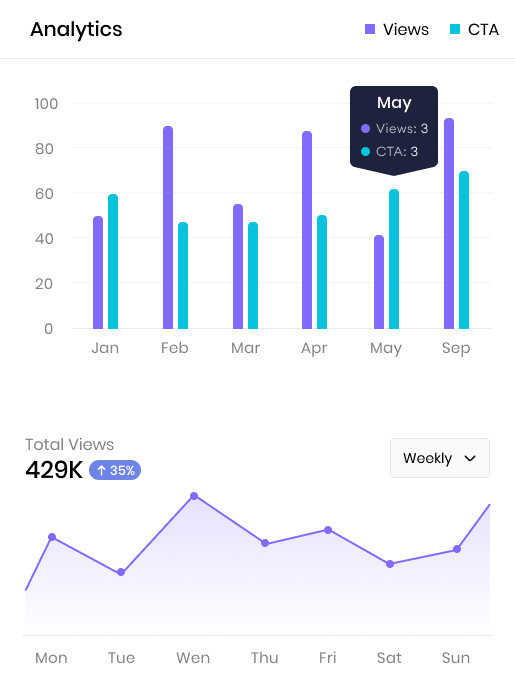 Analytics
Views
CTA
100
80
60
40
20
0
May
Views: 3
CTA: 3
Jan
Feb
Mar
Apr
May
Sep
Total Views
429K ↑ 35%
Weekly
Mon
Tue
Wen
Thu
Fri
Sat
Sun